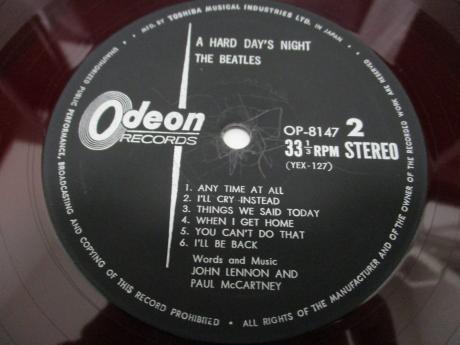 MFD. BY TOSHIBA MUSICAL INDUSTRIES LTD. IN JAPAN
A HARD DAY'S NIGHT
THE BEATLES
Odeon
RECORDS
OP-8147 2
33⅓ RPM STEREO
(YEX-127)
1. ANY TIME AT ALL
2. I'LL CRY INSTEAD
3. THINGS WE SAID TODAY
4. WHEN I GET HOME
5. YOU CAN'T DO THAT
6. I'LL BE BACK
Words and Music
JOHN LENNON AND
PAUL McCARTNEY
UNAUTHORIZED PUBLIC PERFORMANCE, BROADCASTING AND COPYING OF THIS RECORD PROHIBITED • ALL RIGHTS OF THE MANUFACTURER AND OF THE OWNER OF THE RECORDED WORK ARE RESERVED